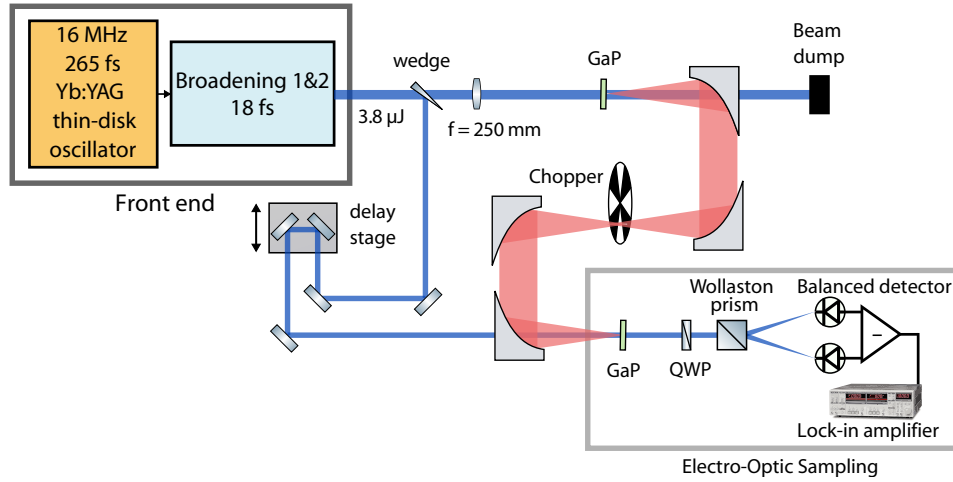 16 MHz
265 fs
Yb:YAG
thin-disk
oscillator
Broadening 1&2
18 fs
Front end
3.8 µJ
wedge
f = 250 mm
GaP
Beam
dump
Chopper
delay
stage
Wollaston
prism
Balanced detector
GaP
QWP
−
Lock-in amplifier
Electro-Optic Sampling